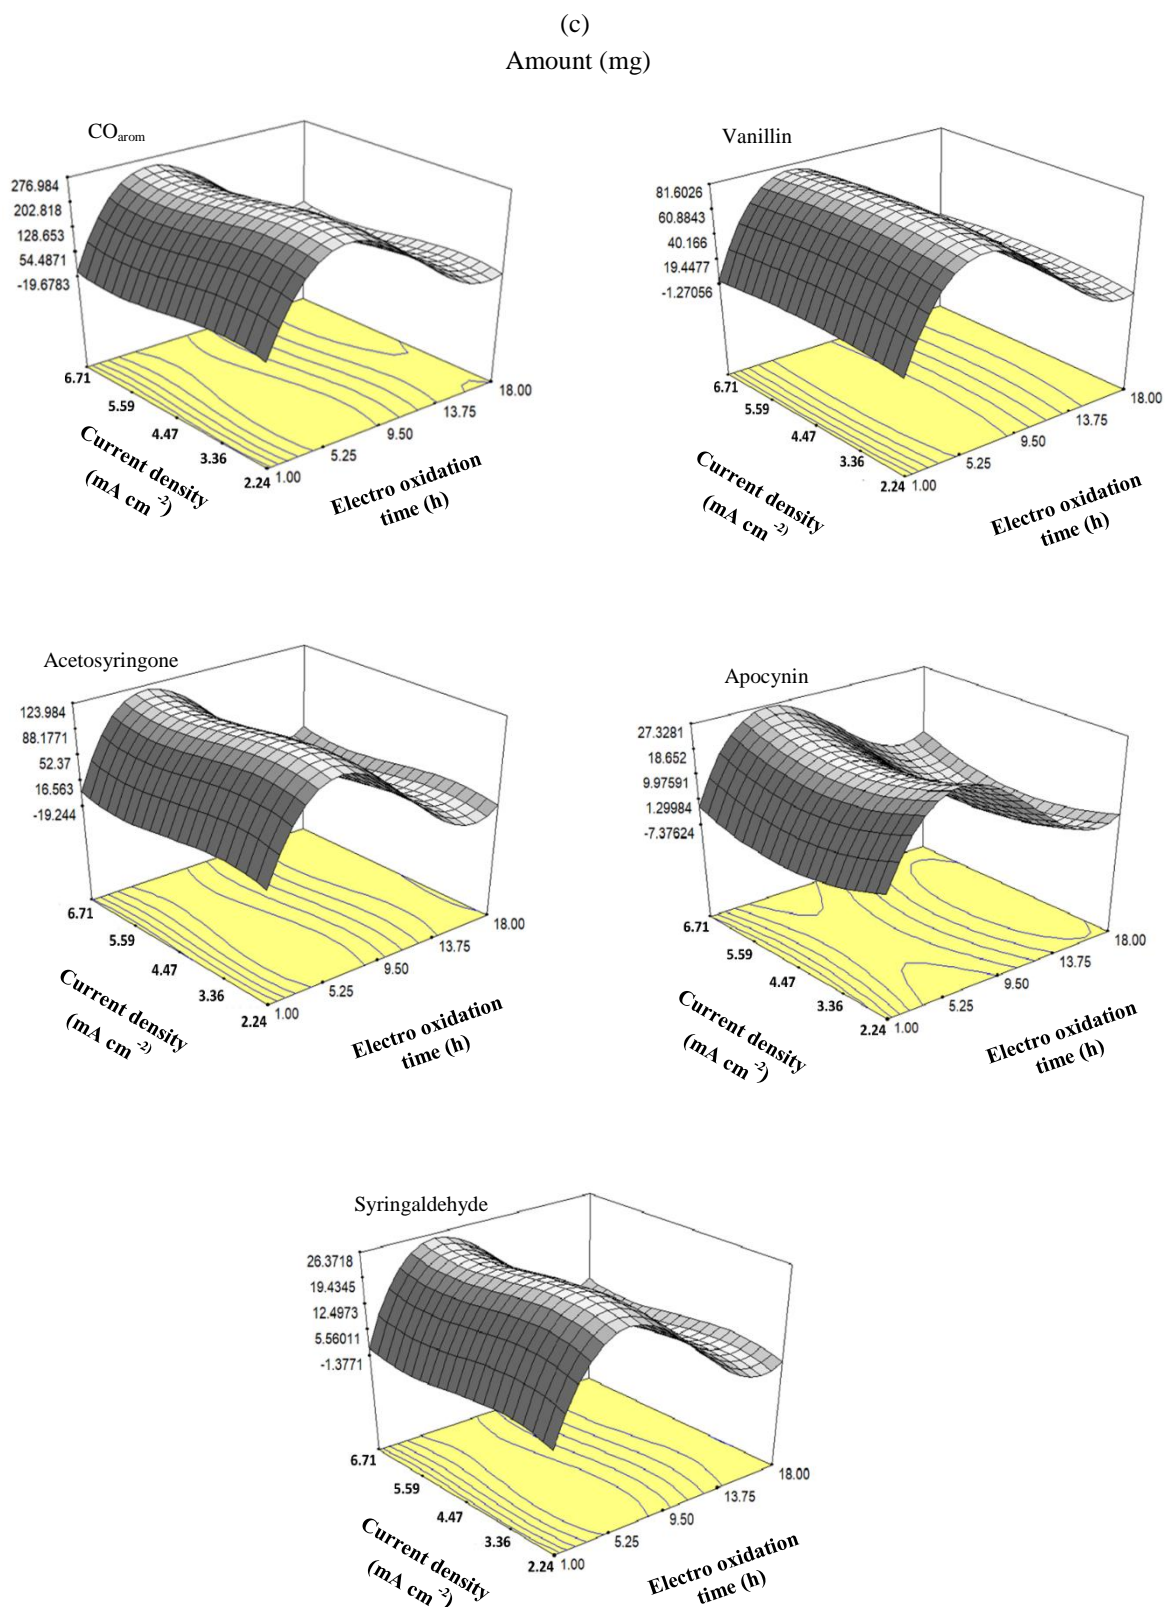 (c)
Amount (mg)
COarom
276.984
202.818
128.653
54.4871
-19.6783
6.71
5.59
4.47
3.36
2.24
1.00
5.25
9.50
13.75
18.00
Current density
(mA cm -2)
Electro oxidation
time (h)
Vanillin
81.6026
60.8843
40.166
19.4477
-1.27056
6.71
5.59
4.47
3.36
2.24
1.00
5.25
9.50
13.75
18.00
Current density
(mA cm -2)
Electro oxidation
time (h)
Acetosyringone
123.984
88.1771
52.37
16.563
-19.244
6.71
5.59
4.47
3.36
2.24
1.00
5.25
9.50
13.75
18.00
Current density
(mA cm -2)
Electro oxidation
time (h)
Apocynin
27.3281
18.652
9.97591
1.29984
-7.37624
6.71
5.59
4.47
3.36
2.24
1.00
5.25
9.50
13.75
18.00
Current density
(mA cm -2)
Electro oxidation
time (h)
Syringaldehyde
26.3718
19.4345
12.4973
5.56011
-1.3771
6.71
5.59
4.47
3.36
2.24
1.00
5.25
9.50
13.75
18.00
Current density
(mA cm -2)
Electro oxidation
time (h)